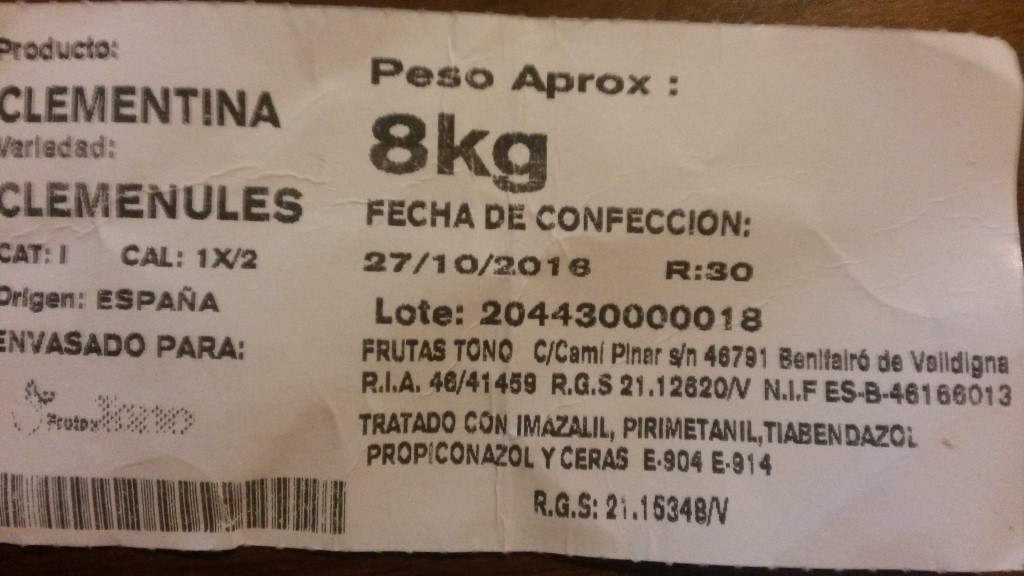 Producto:
CLEMENTINA
Variedad:
CLEMENULES
CAT: I CAL: 1X/2
Origen: ESPAÑA
ENVASADO PARA:
Frutas Tono
Peso Aprox :
8kg
FECHA DE CONFECCION:
27/10/2016 R:30
Lote: 204430000018
FRUTAS TONO C/Camí Pinar s/n 46791 Benifairó de Valldigna
R.I.A. 46/41459 R.G.S 21.12620/V N.I.F ES-B-46166013
TRATADO CON IMAZALIL, PIRIMETANIL,TIABENDAZOL
PROPICONAZOL Y CERAS E-904 E-914
R.G.S: 21.15348/V